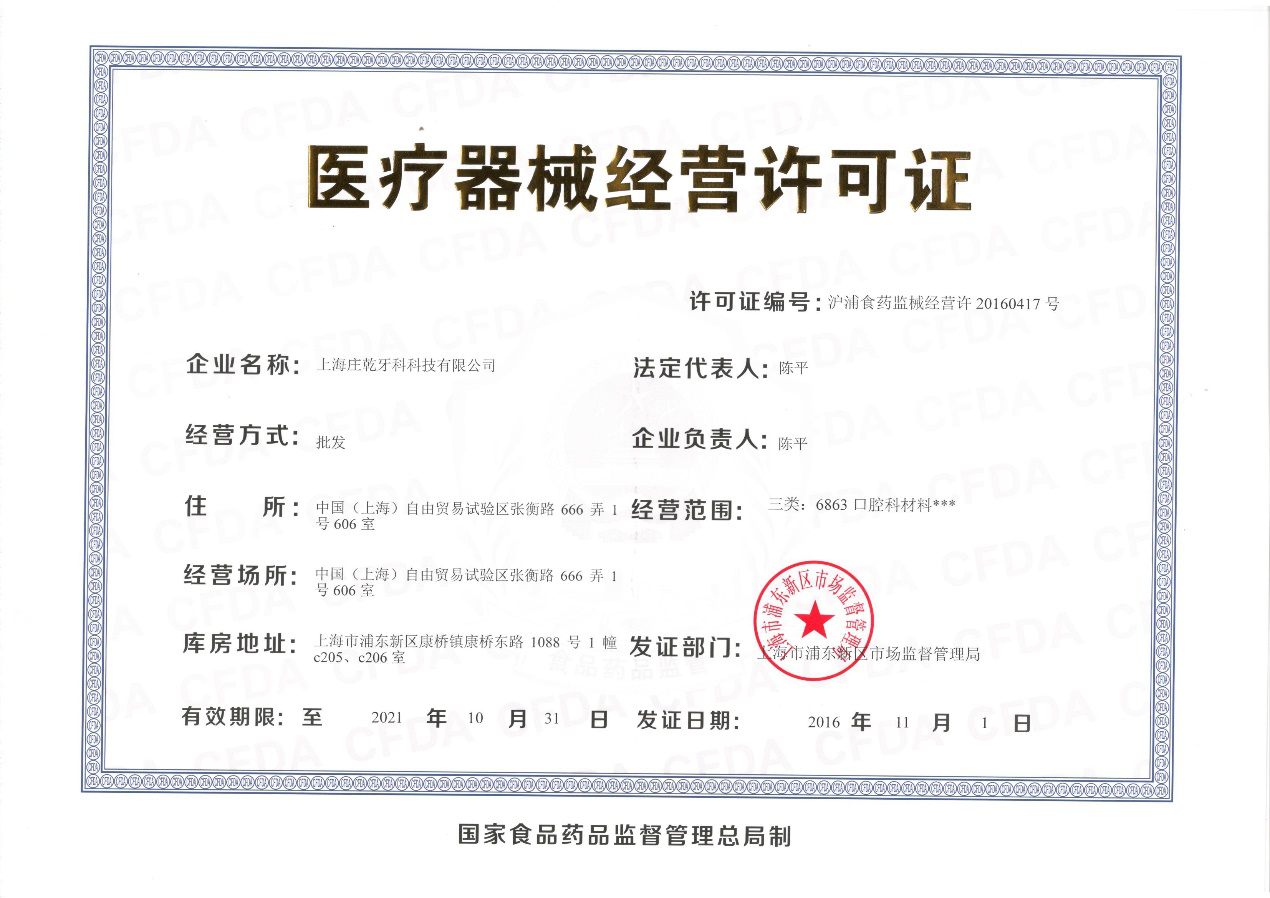 医疗器械经营许可证
许可证编号：沪浦食药监械经营许 20160417 号
企业名称：上海庄乾牙科科技有限公司
法定代表人：陈平
经营方式：批发
企业负责人：陈平
住 所：中国（上海）自由贸易试验区张衡路 666 弄 1
号 606 室
经营范围：三类：6863 口腔科材料***
经营场所：中国（上海）自由贸易试验区张衡路 666 弄 1
号 606 室
库房地址：上海市浦东新区康桥镇康桥东路 1088 号 1 幢
c205、c206 室
发证部门：上海市浦东新区市场监督管理局
上海市浦东新区市场监督管理局
有效期限：至 2021 年 10 月 31 日
发证日期：2016 年 11 月 1 日
国家食品药品监督管理总局制
CFDA
食品药品监督